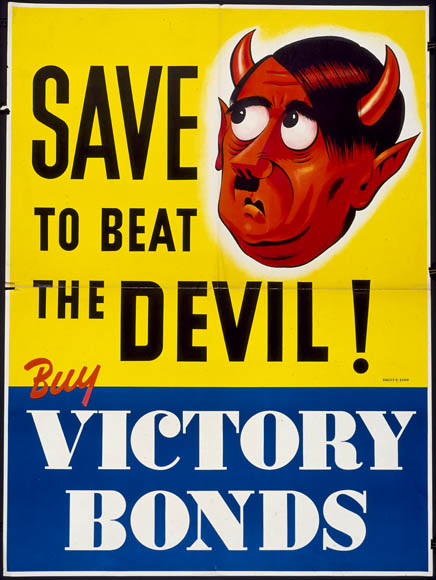 SAVE
TO BEAT
THE DEVIL!
Buy
VICTORY
BONDS